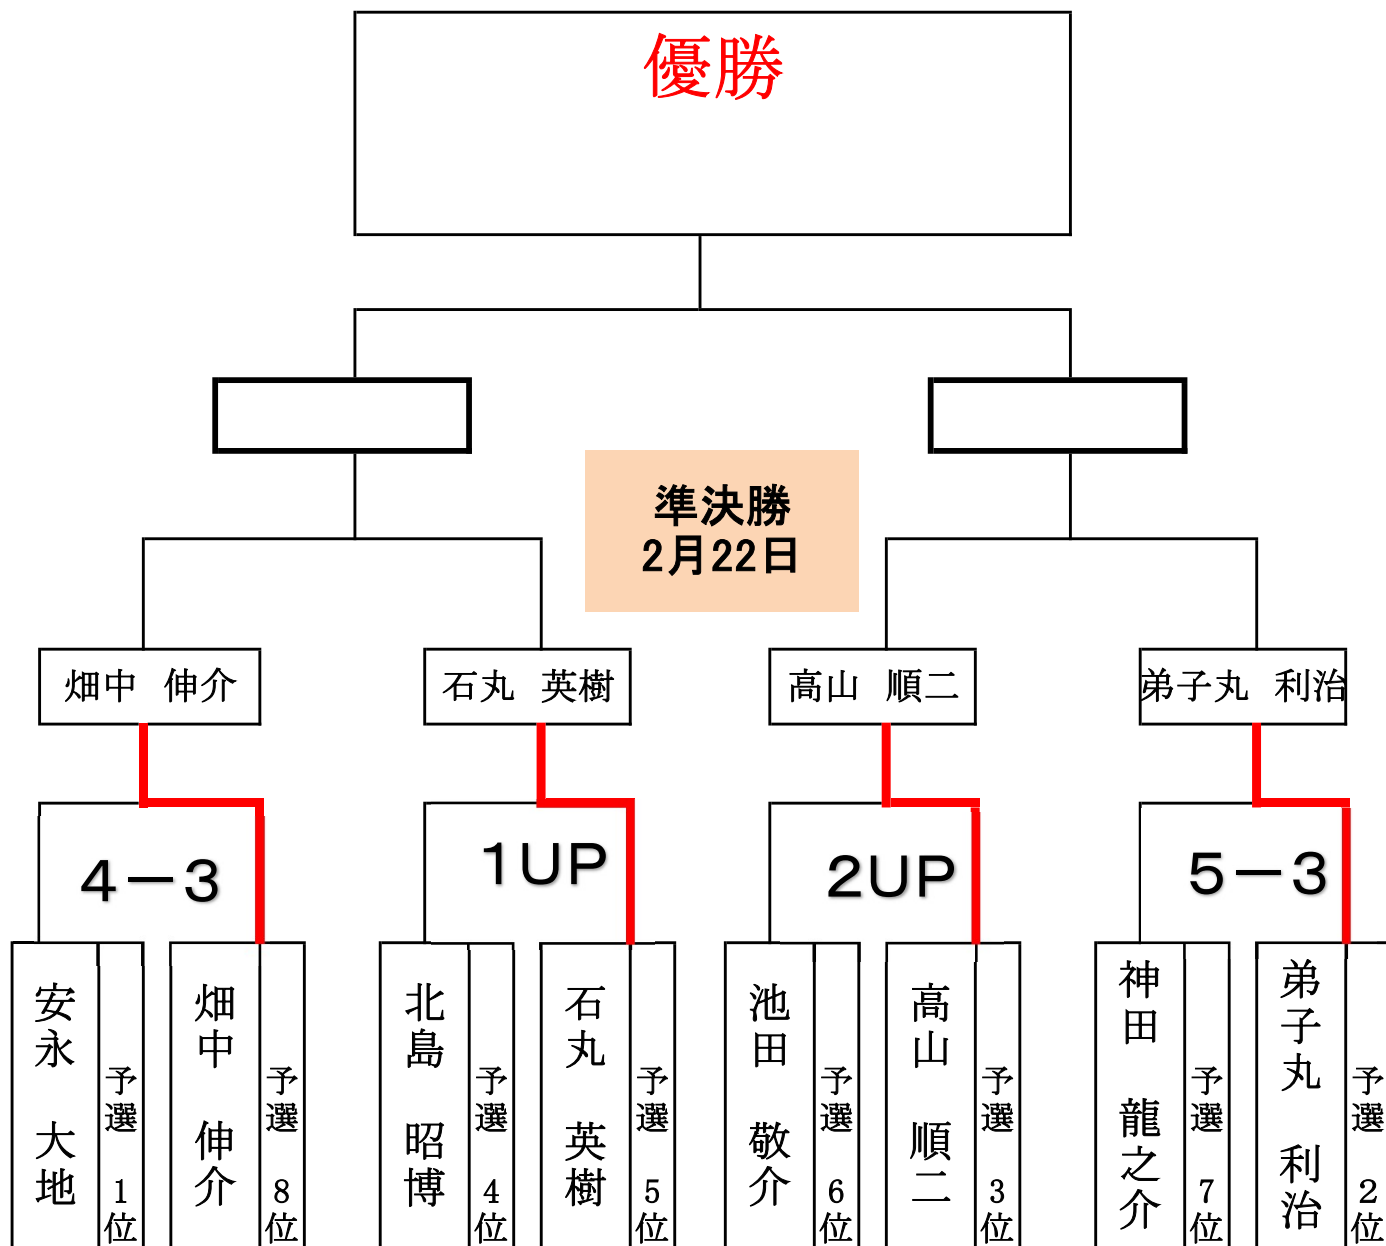 優勝
準決勝
2月22日
畑中　伸介
石丸　英樹
高山　順二
弟子丸　利治
4－3
1UP
2UP
5－3
安永　大地
予選　1位
畑中　伸介
予選　8位
北島　昭博
予選　4位
石丸　英樹
予選　5位
池田　敬介
予選　6位
高山　順二
予選　3位
神田　龍之介
予選　7位
弟子丸　利治
予選　2位